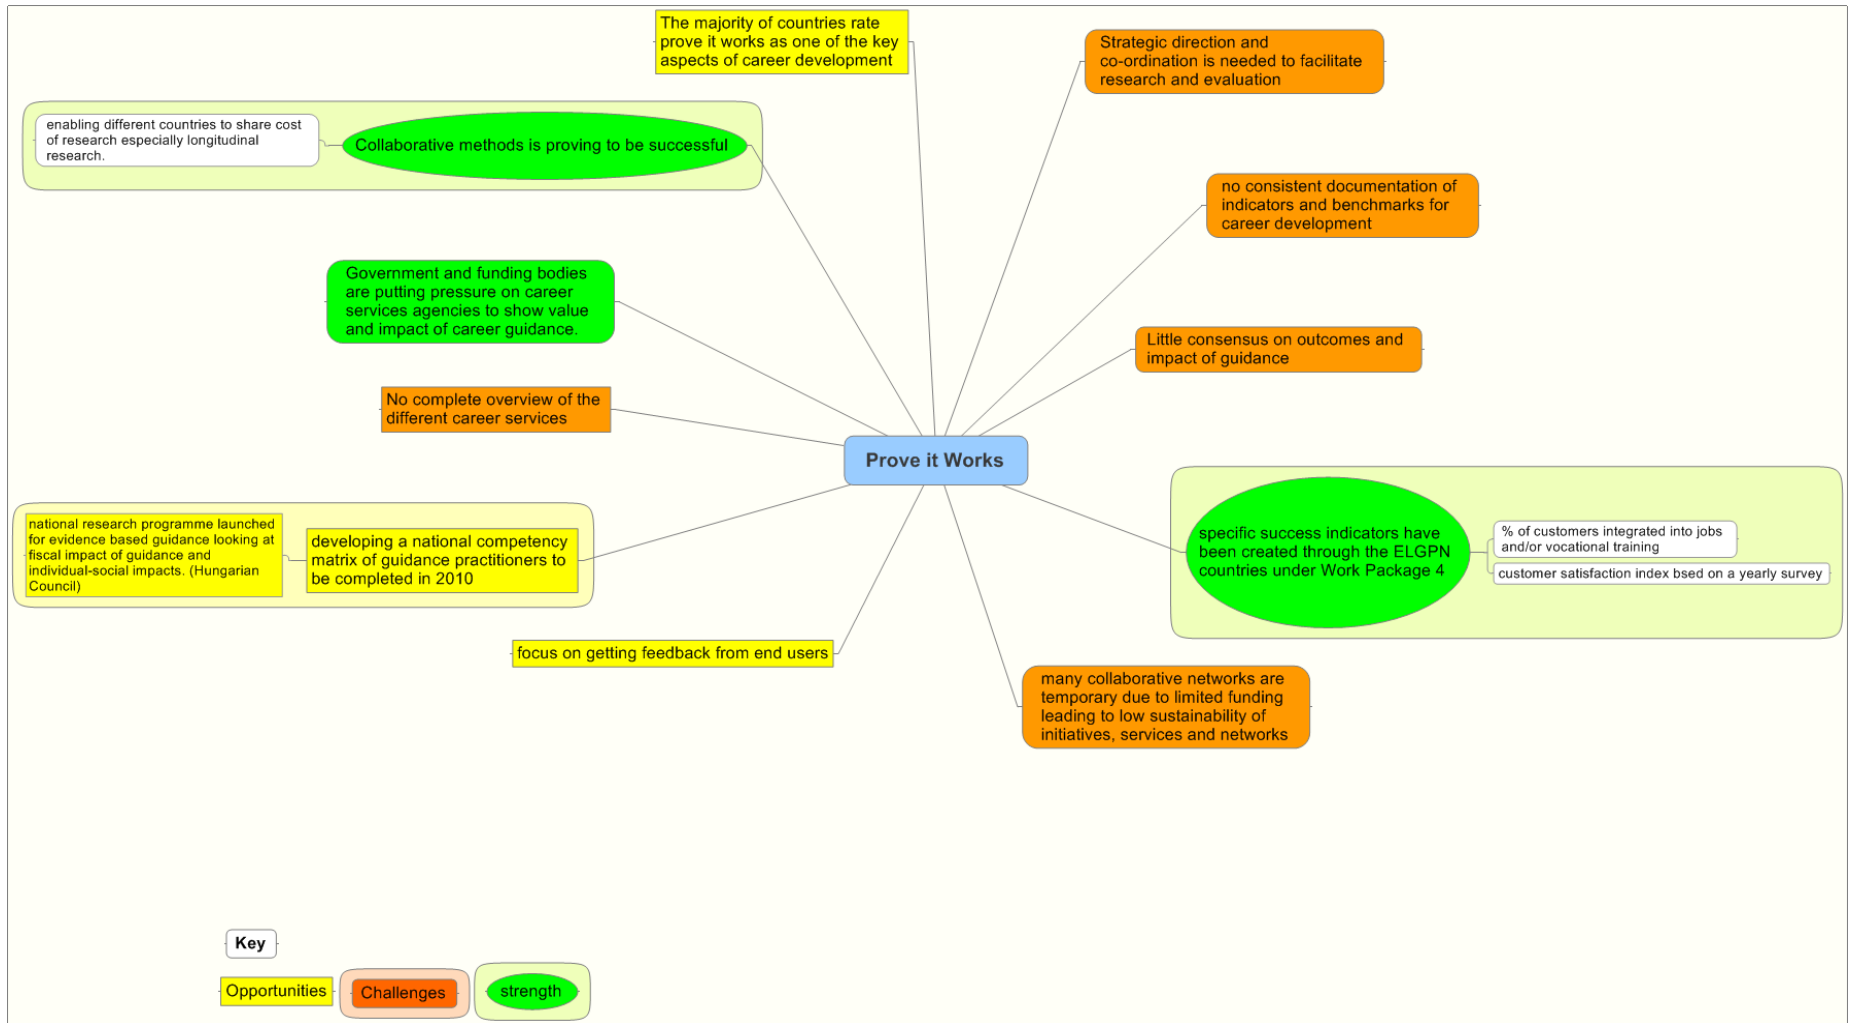 The majority of countries rate
prove it works as one of the key
aspects of career development
Strategic direction and
co-ordination is needed to facilitate
research and evaluation
enabling different countries to share cost
of research especially longitudinal
research.
Collaborative methods is proving to be successful
no consistent documentation of
indicators and benchmarks for
career development
Government and funding bodies
are putting pressure on career
services agencies to show value
and impact of career guidance.
Little consensus on outcomes and
impact of guidance
No complete overview of the
different career services
Prove it Works
specific success indicators have
been created through the ELGPN
countries under Work Package 4
% of customers integrated into jobs
and/or vocational training
customer satisfaction index bsed on a yearly survey
national research programme launched
for evidence based guidance looking at
fiscal impact of guidance and
individual-social impacts. (Hungarian
Council)
developing a national competency
matrix of guidance practitioners to
be completed in 2010
focus on getting feedback from end users
many collaborative networks are
temporary due to limited funding
leading to low sustainability of
initiatives, services and networks
Key
Opportunities
Challenges
strength